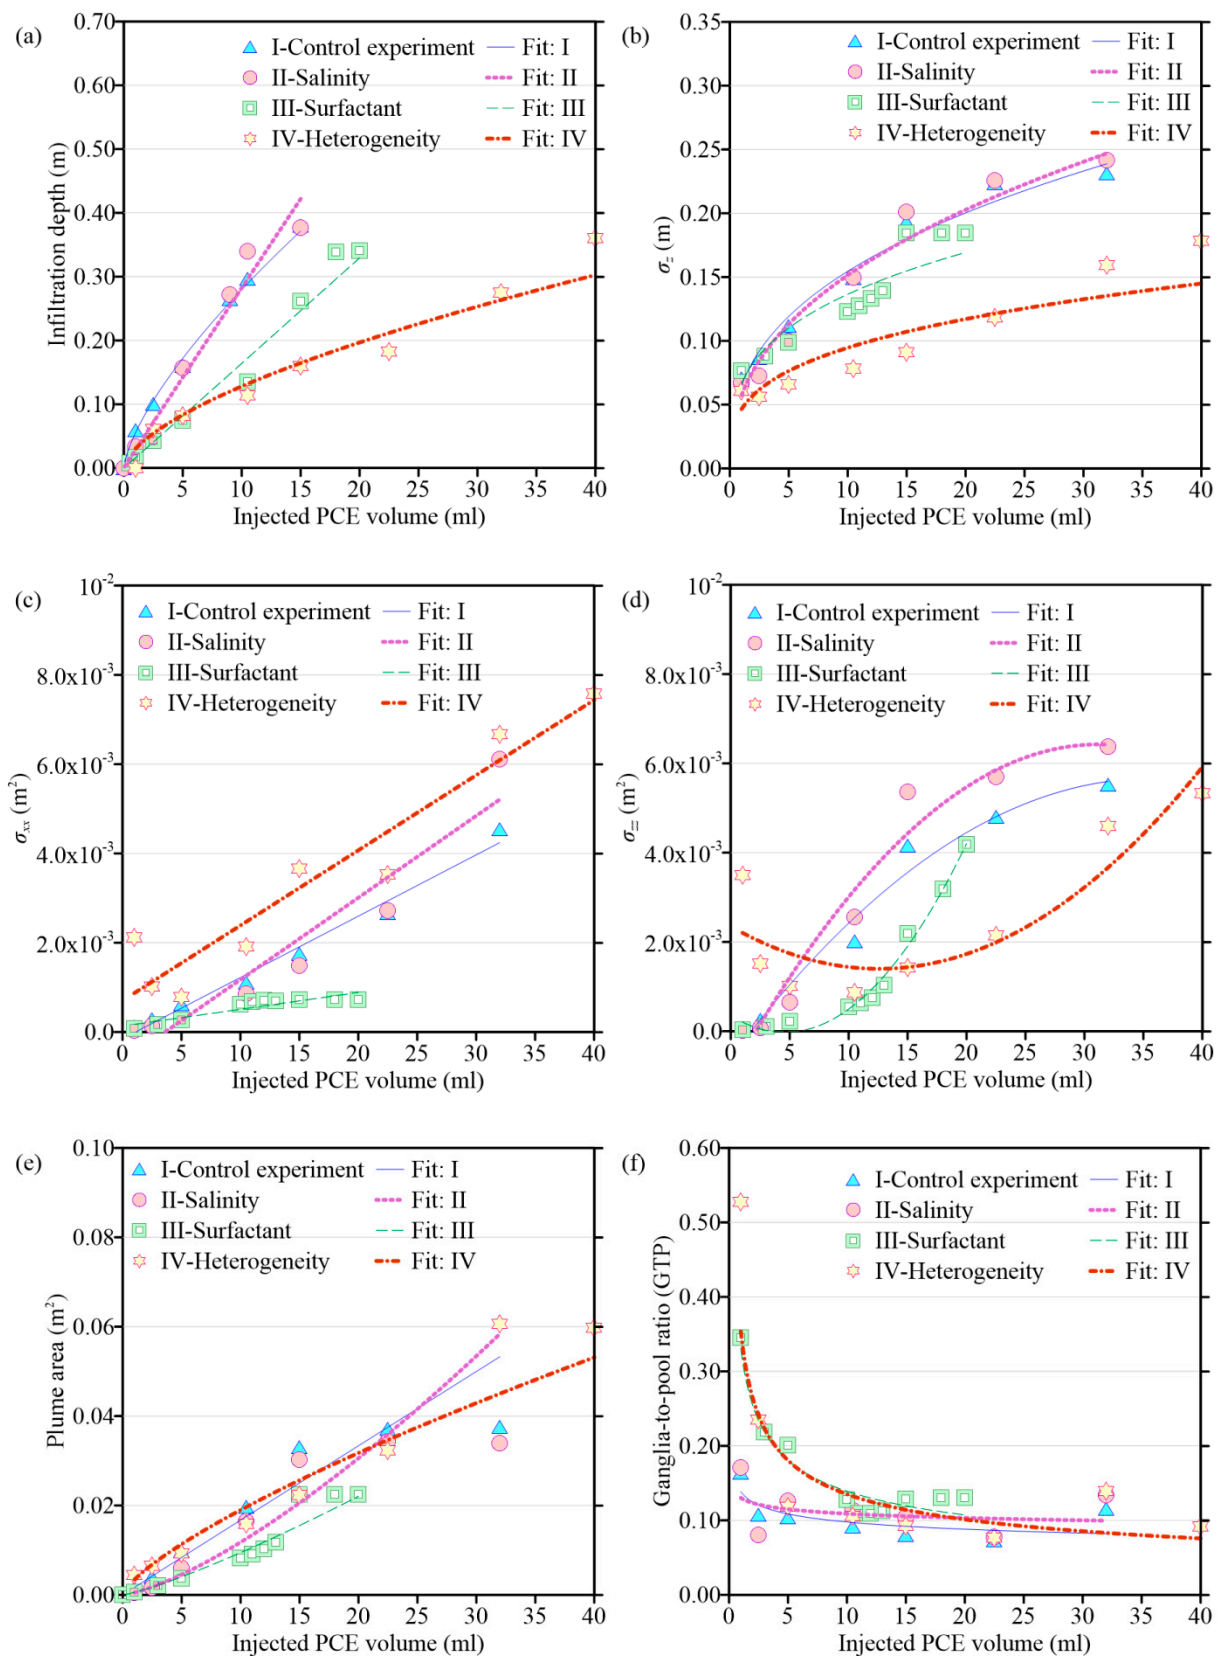 (a)
0.70
0.60
0.50
0.40
0.30
0.20
0.10
0.00
Infiltration depth (m)
I-Control experiment
II-Salinity
III-Surfactant
IV-Heterogeneity
Fit: I
Fit: II
Fit: III
Fit: IV
0 5 10 15 20 25 30 35 40
Injected PCE volume (ml)
(b)
0.35
0.30
0.25
0.20
0.15
0.10
0.05
0.00
σz (m)
I-Control experiment
II-Salinity
III-Surfactant
IV-Heterogeneity
Fit: I
Fit: II
Fit: III
Fit: IV
0 5 10 15 20 25 30 35 40
Injected PCE volume (ml)
(c)
10⁻²
8.0x10⁻³
6.0x10⁻³
4.0x10⁻³
2.0x10⁻³
0.0
σxx (m²)
I-Control experiment
II-Salinity
III-Surfactant
IV-Heterogeneity
Fit: I
Fit: II
Fit: III
Fit: IV
0 5 10 15 20 25 30 35 40
Injected PCE volume (ml)
(d)
10⁻²
8.0x10⁻³
6.0x10⁻³
4.0x10⁻³
2.0x10⁻³
0.0
σzz (m²)
I-Control experiment
II-Salinity
III-Surfactant
IV-Heterogeneity
Fit: I
Fit: II
Fit: III
Fit: IV
0 5 10 15 20 25 30 35 40
Injected PCE volume (ml)
(e)
0.10
0.08
0.06
0.04
0.02
0.00
Plume area (m²)
I-Control experiment
II-Salinity
III-Surfactant
IV-Heterogeneity
Fit: I
Fit: II
Fit: III
Fit: IV
0 5 10 15 20 25 30 35 40
Injected PCE volume (ml)
(f)
0.60
0.50
0.40
0.30
0.20
0.10
0.00
Ganglia-to-pool ratio (GTP)
I-Control experiment
II-Salinity
III-Surfactant
IV-Heterogeneity
Fit: I
Fit: II
Fit: III
Fit: IV
0 5 10 15 20 25 30 35 40
Injected PCE volume (ml)